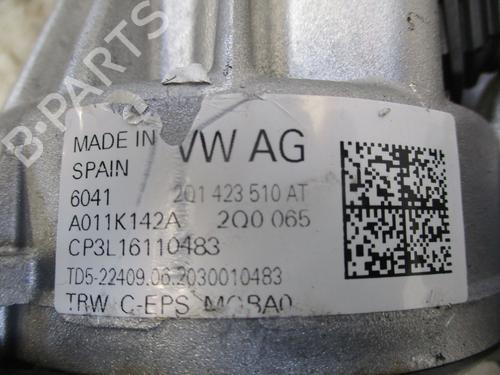 B-PARTS
MADE IN VW AG
SPAIN
6041 2Q1 423 510 AT
A011K142A 2Q0 065
CP3L16110483
TD5-22409.06.2030010483
TRW C-EPS MQBA0